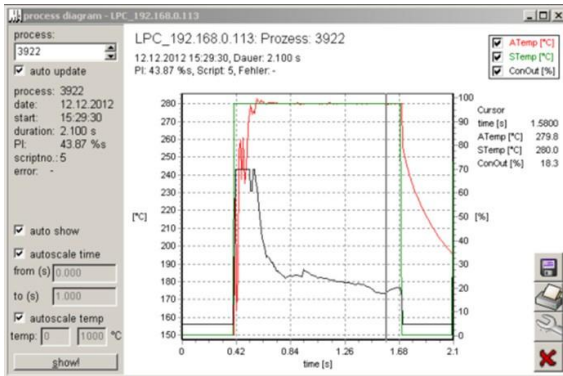 process diagram - LPC_192.168.0.113
process:
3922
auto update
process: 3922
date: 12.12.2012
start: 15:29:30
duration: 2.100 s
PI: 43.87 %s
scriptno.: 5
error: -
auto show
autoscale time
from (s) 0.000
to (s) 1.000
autoscale temp
temp: 0 1000 °C
show!
LPC_192.168.0.113: Prozess: 3922
12.12.2012 15:29:30, Dauer: 2.100 s
PI: 43.87 %s, Script: 5, Fehler: -
ATemp [°C]
STemp [°C]
ConOut [%]
280
270
260
250
240
230
220
210
200
190
180
170
160
150
[°C]
100
90
80
70
60
50
40
30
20
10
0
[%]
0 0.42 0.84 1.26 1.68 2.1
time [s]
Cursor
time [s] 1.5800
ATemp [°C] 279.8
STemp [°C] 280.0
ConOut [%] 18.3